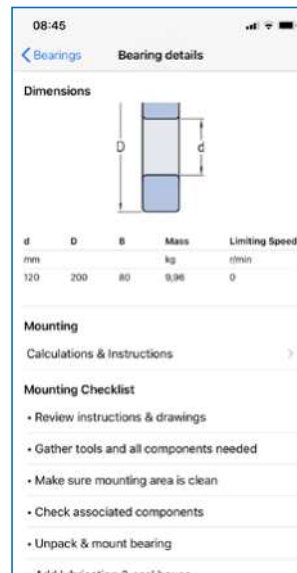 08:45
Bearings Bearing details
Dimensions
D d
d D B Mass Limiting Speed
mm kg r/min
120 200 80 9,96 0
Mounting
Calculations & Instructions
Mounting Checklist
• Review instructions & drawings
• Gather tools and all components needed
• Make sure mounting area is clean
• Check associated components
• Unpack & mount bearing